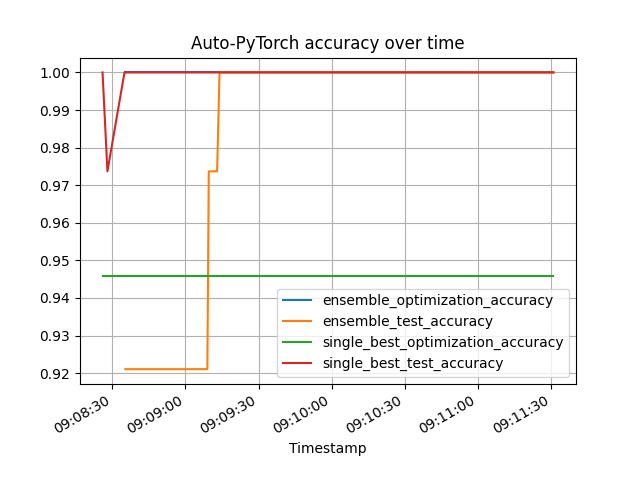 Auto-PyTorch accuracy over time
1.00
0.99
0.98
0.97
0.96
0.95
0.94
0.93
0.92
ensemble_optimization_accuracy
ensemble_test_accuracy
single_best_optimization_accuracy
single_best_test_accuracy
09:08:30
09:09:00
09:09:30
09:10:00
09:10:30
09:11:00
09:11:30
Timestamp